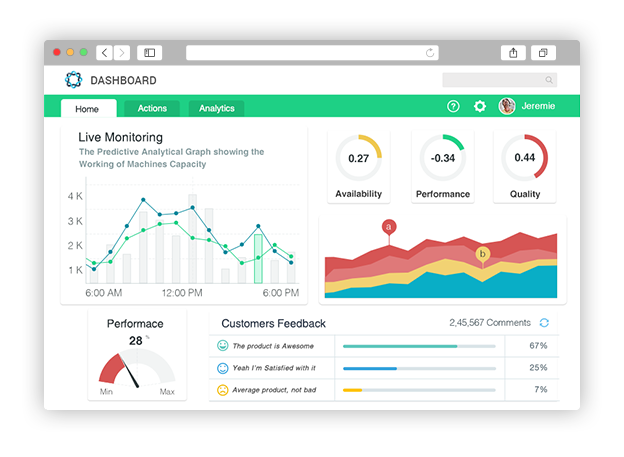 DASHBOARD
Home
Actions
Analytics
?
Jeremie
Live Monitoring
The Predictive Analytical Graph showing the
Working of Machines Capacity
4 K
3 K
2 K
1 K
6:00 AM
12:00 PM
6:00 PM
0.27
Availability
-0.34
Performance
0.44
Quality
a
b
Performace
28 %
Min
Max
Customers Feedback
2,45,567 Comments
The product is Awesome
67%
Yeah I'm Satisfied with it
25%
Average product, not bad
7%